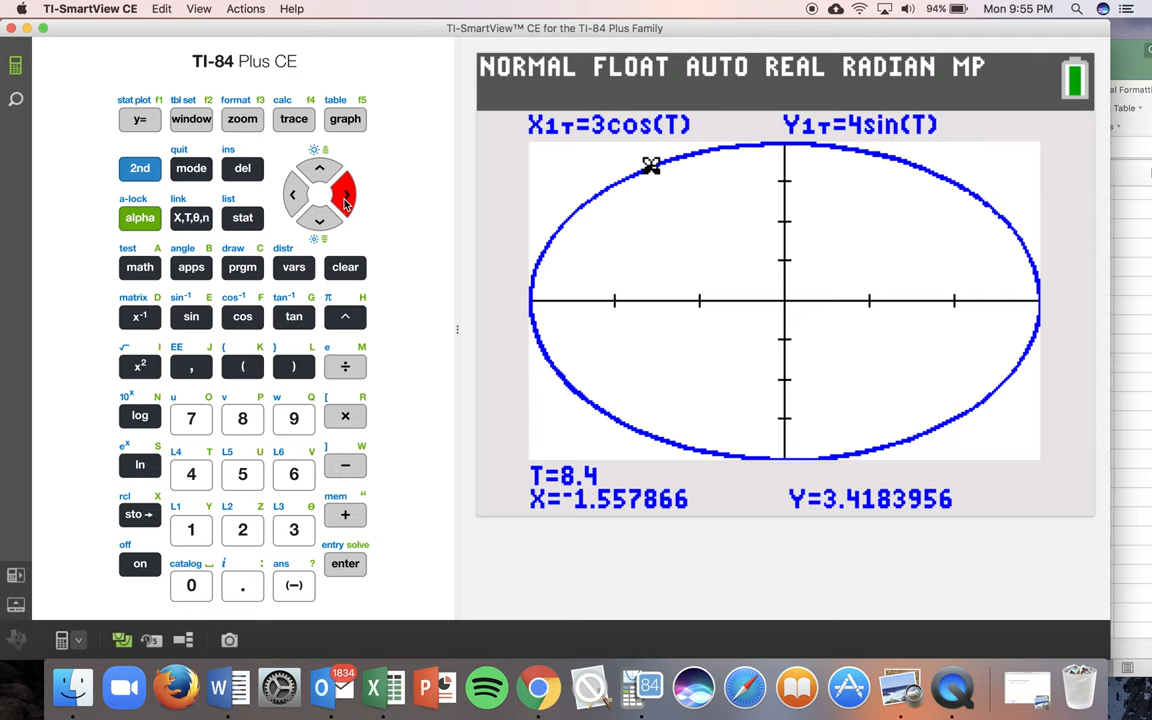 TI-SmartView CE Edit View Actions Help 94% Mon 9:55 PM
TI-SmartView™ CE for the TI-84 Plus Family
TI-84 Plus CE
NORMAL FLOAT AUTO REAL RADIAN MP
X1T=3cos(T) Y1T=4sin(T)
T=8.4
X=-1.557866 Y=3.4183956
stat plot f1 tbl set f2 format f3 calc f4 table f5
y= window zoom trace graph
quit ins
2nd mode del
a-lock link list
alpha X,T,θ,n stat
test A angle B draw C distr
math apps prgm vars clear
matrix D sin⁻¹ E cos⁻¹ F tan⁻¹ G π H
x⁻¹ sin cos tan ^
√ I EE J { K } L e M
x² , ( ) ÷
10ˣ N u O v P w Q [ R
log 7 8 9 ×
eˣ S L4 T L5 U L6 V ] W
ln 4 5 6 −
rcl X L1 Y L2 Z L3 θ mem “
sto→ 1 2 3 +
off catalog ⎵ i : ans ? entry solve
on 0 . (−) enter
al Formatti
Table
1834
W O X P 84